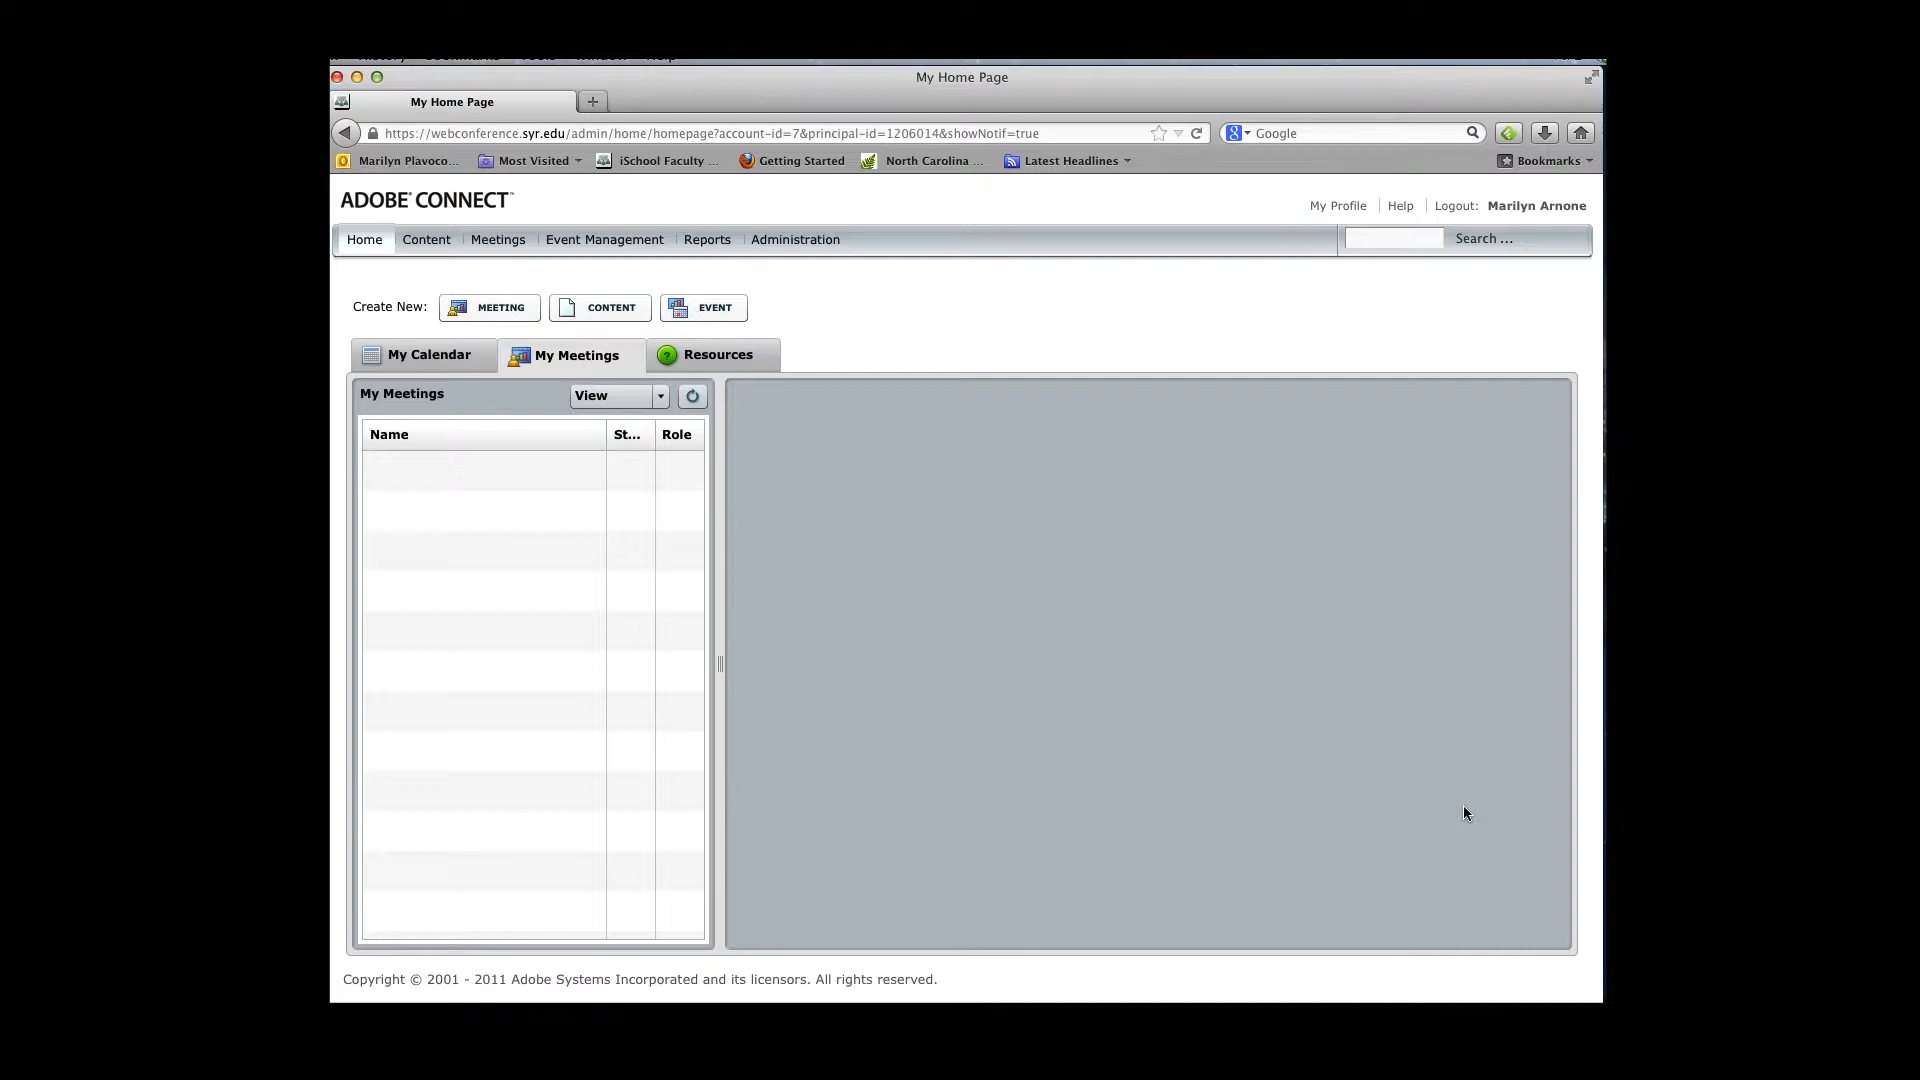 My Home Page
My Home Page
https://webconference.syr.edu/admin/home/homepage?account-id=7&principal-id=1206014&showNotif=true
Google
Marilyn Plavoco... Most Visited iSchool Faculty ... Getting Started North Carolina ... Latest Headlines Bookmarks
ADOBE® CONNECT™
My Profile Help Logout: Marilyn Arnone
Home Content Meetings Event Management Reports Administration Search ...
Create New: MEETING CONTENT EVENT
My Calendar My Meetings Resources
My Meetings View
Name St... Role
Copyright © 2001 - 2011 Adobe Systems Incorporated and its licensors. All rights reserved.